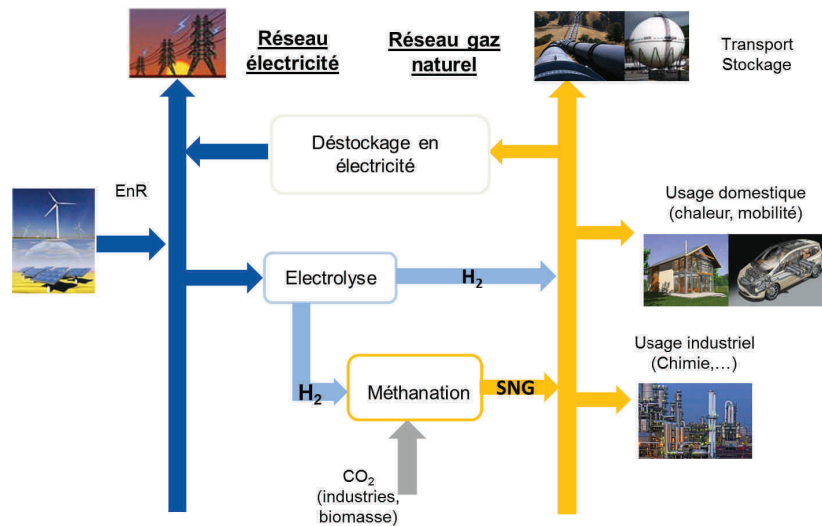 Réseau
électricité
Réseau gaz
naturel
Transport
Stockage
Déstockage en
électricité
EnR
Usage domestique
(chaleur, mobilité)
Electrolyse
H₂
Usage industriel
(Chimie,…)
H₂
Méthanation
SNG
CO₂
(industries,
biomasse)